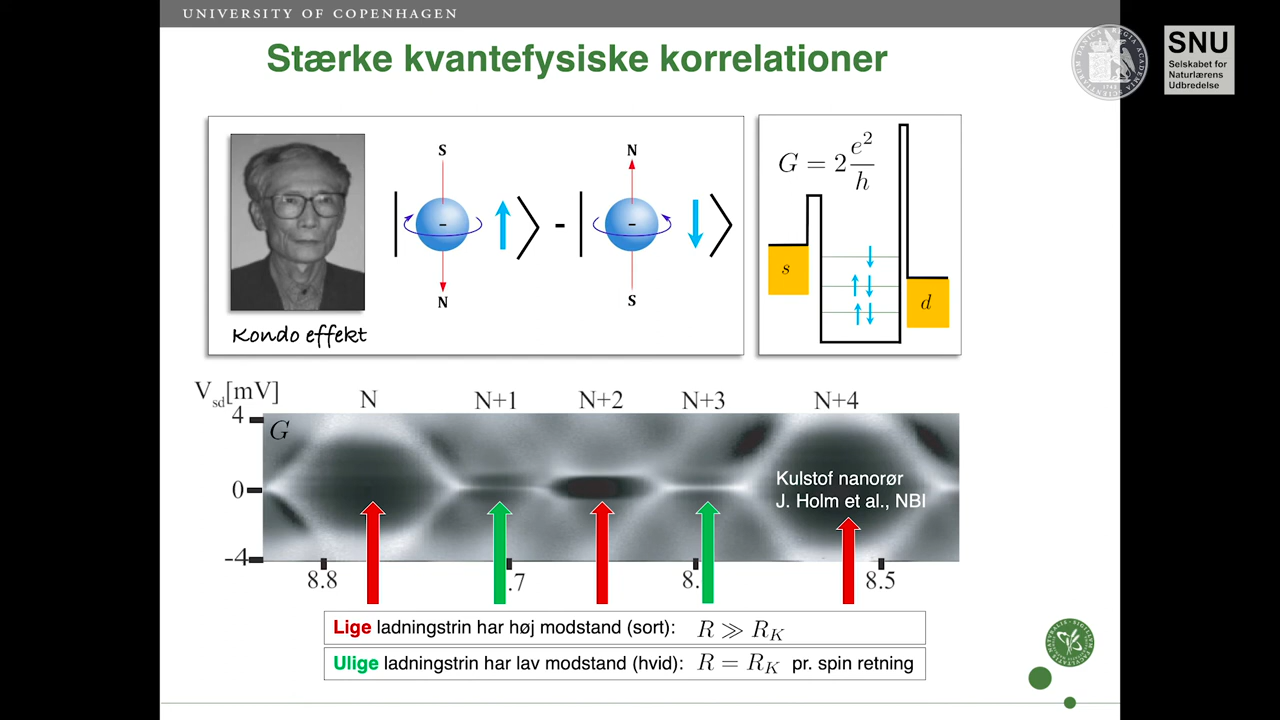 UNIVERSITY OF COPENHAGEN
Stærke kvantefysiske korrelationer
SNU
Selskabet for
Naturlærens
Udbredelse
S
N
N
S
- - -
Kondo effekt
G = 2 e²/h
s
d
V_sd[mV]
N N+1 N+2 N+3 N+4
4
G
0
-4
Kulstof nanorør
J. Holm et al., NBI
8.8 .7 8. 8.5
Lige ladningstrin har høj modstand (sort): R ≫ R_K
Ulige ladningstrin har lav modstand (hvid): R = R_K pr. spin retning